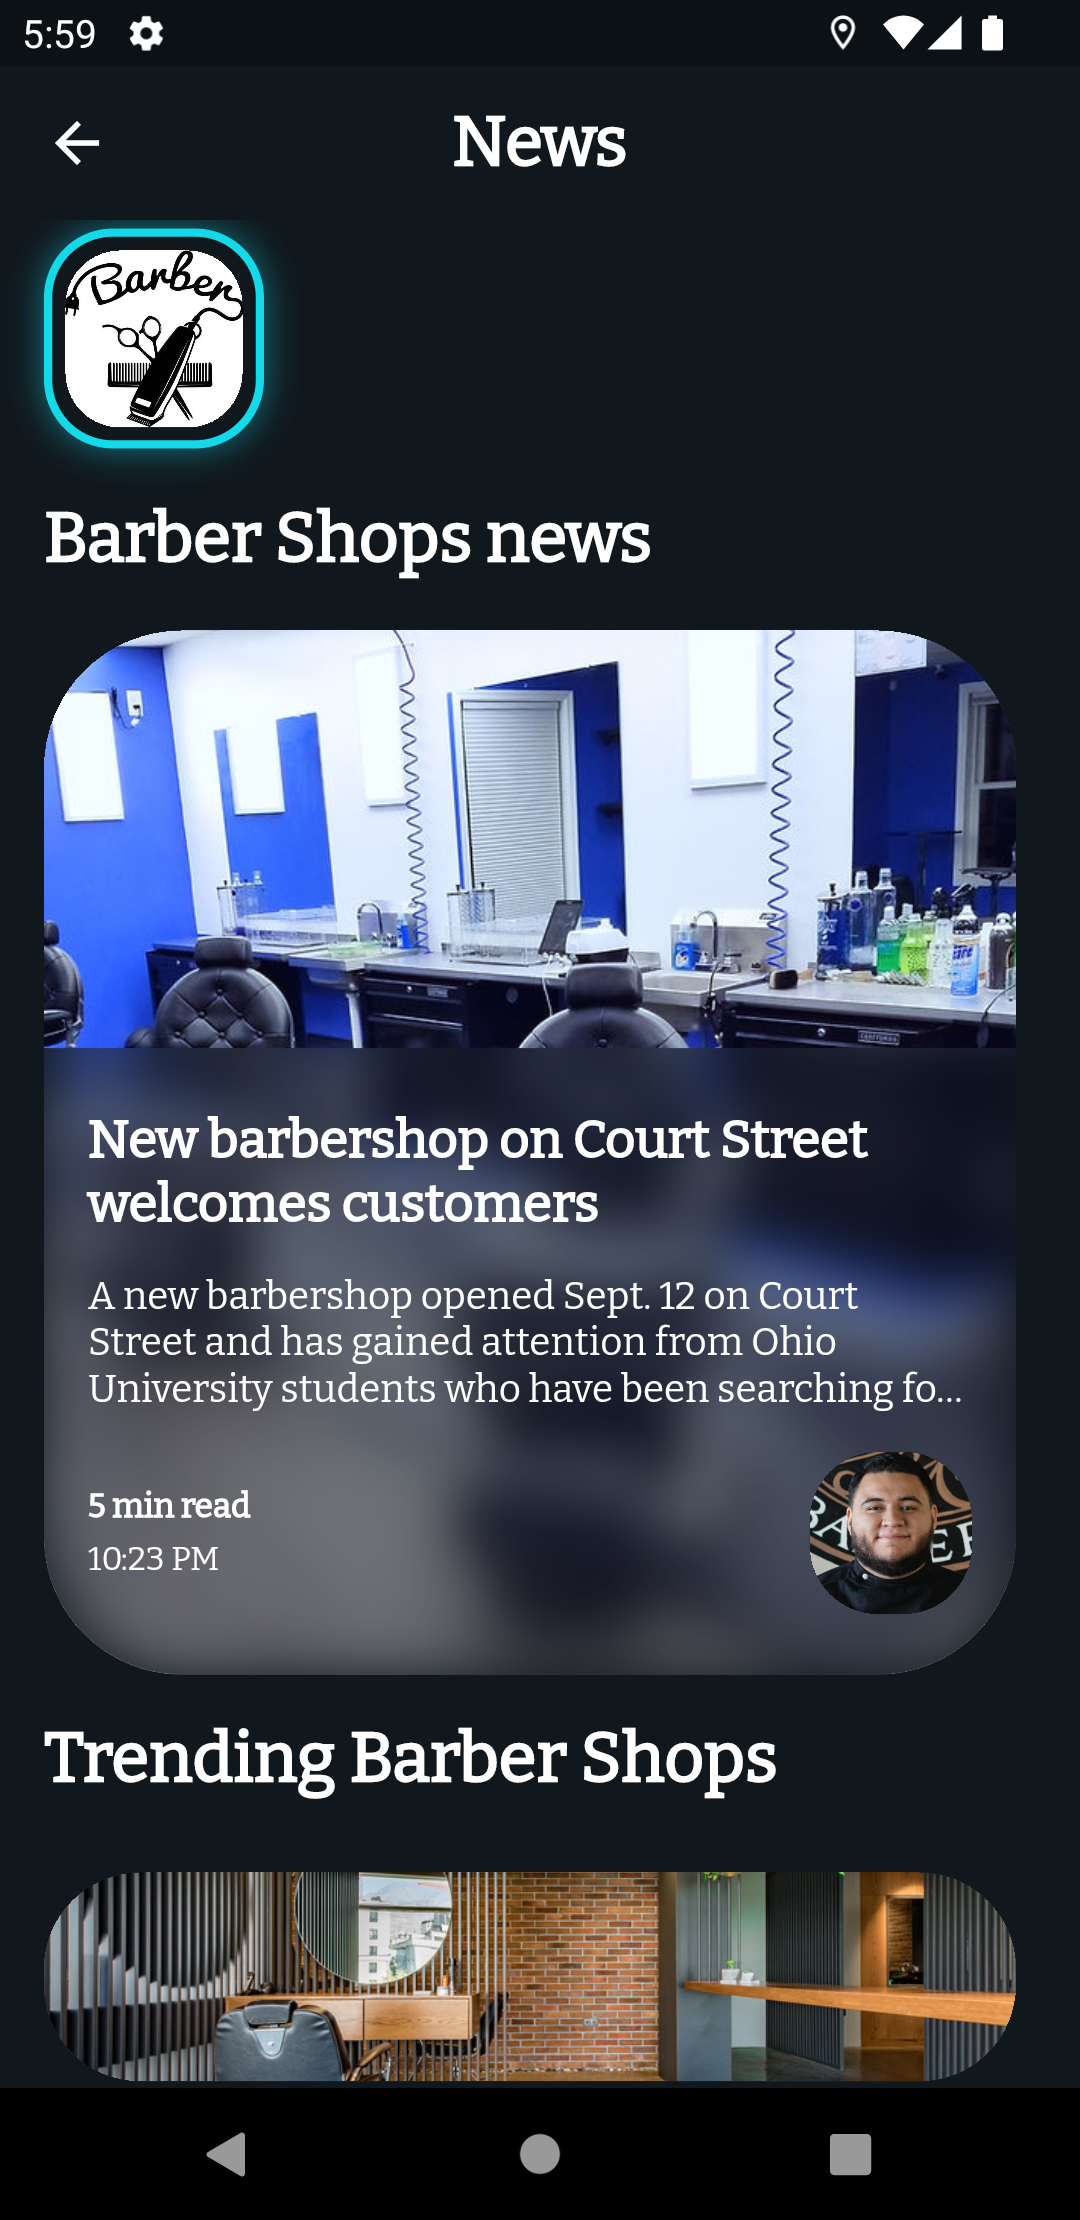 5:59
News
Barber
Barber Shops news
New barbershop on Court Street
welcomes customers
A new barbershop opened Sept. 12 on Court
Street and has gained attention from Ohio
University students who have been searching fo...
5 min read
10:23 PM
Trending Barber Shops